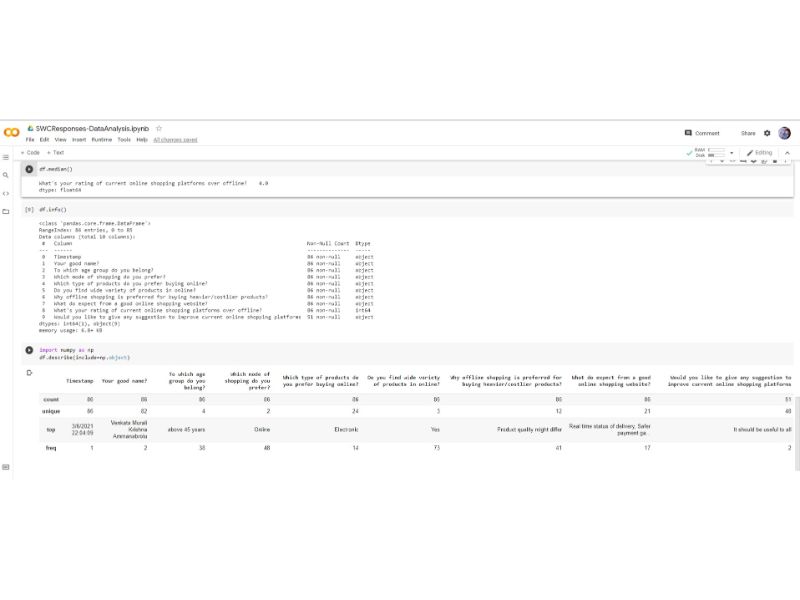 SWCResponses-DataAnalysis.ipynb
File Edit View Insert Runtime Tools Help All changes saved
Comment Share
+ Code + Text
RAM
Disk
Editing
df.median()
What's your rating of current online shopping platforms over offline? 4.0
dtype: float64
df.info()
<class 'pandas.core.frame.DataFrame'>
RangeIndex: 86 entries, 0 to 85
Data columns (total 10 columns):
# Column Non-Null Count Dtype
--- ------ -------------- -----
0 Timestamp 86 non-null object
1 Your good name? 86 non-null object
2 To which age group do you belong? 86 non-null object
3 Which mode of shopping do you prefer? 86 non-null object
4 Which type of products do you prefer buying online? 86 non-null object
5 Do you find wide variety of products in online? 86 non-null object
6 Why offline shopping is preferred for buying heavier/costlier products? 86 non-null object
7 What do expect from a good online shopping website? 86 non-null object
8 What's your rating of current online shopping platforms over offline? 86 non-null int64
9 Would you like to give any suggestion to improve current online shopping platforms 51 non-null object
dtypes: int64(1), object(9)
memory usage: 6.8+ KB
import numpy as np
df.describe(include=np.object)
Timestamp Your good name? To which age group do you belong? Which mode of shopping do you prefer? Which type of products do you prefer buying online? Do you find wide variety of products in online? Why offline shopping is preferred for buying heavier/costlier products? What do expect from a good online shopping website? Would you like to give any suggestion to improve current online shopping platforms
count 86 86 86 86 86 86 86 86 51
unique 86 82 4 2 24 3 12 21 48
top 3/6/2021 22:04:09 Venkata Murali Krishna Ammanabrolu above 45 years Online Electronic Yes Product quality might differ Real time status of delivery, Safer payment ga... It should be useful to all
freq 1 2 38 48 14 73 41 17 2